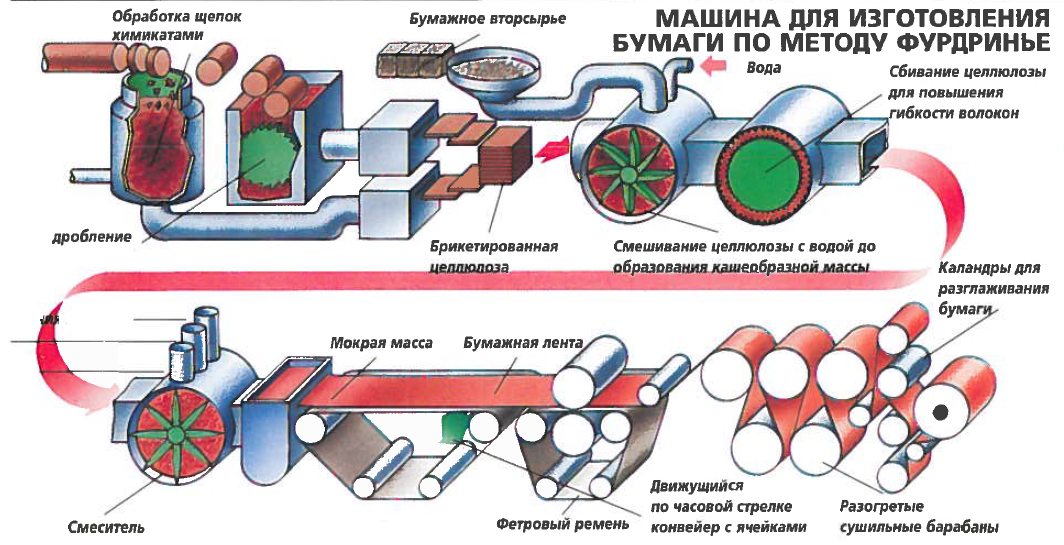 МАШИНА ДЛЯ ИЗГОТОВЛЕНИЯ
БУМАГИ ПО МЕТОДУ ФУРДРИНЬЕ
Обработка щепок
химикатами
Бумажное вторсырье
Вода
Сбивание целлюлозы
для повышения
гибкости волокон
дробление
Брикетированная
целлюлоза
Смешивание целлюлозы с водой до
образования кашеобразной массы
Каландры для
разглаживания
бумаги
Мокрая масса
Бумажная лента
Смеситель
Фетровый ремень
Движущийся
по часовой стрелке
конвейер с ячейками
Разогретые
сушильные барабаны